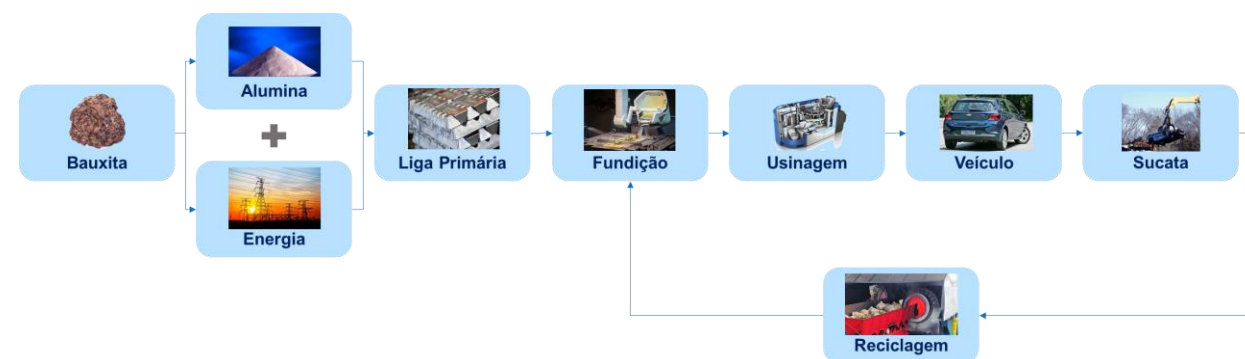 Bauxita
Alumina
Energia
Liga Primária
Fundição
Usinagem
Veículo
Sucata
Reciclagem